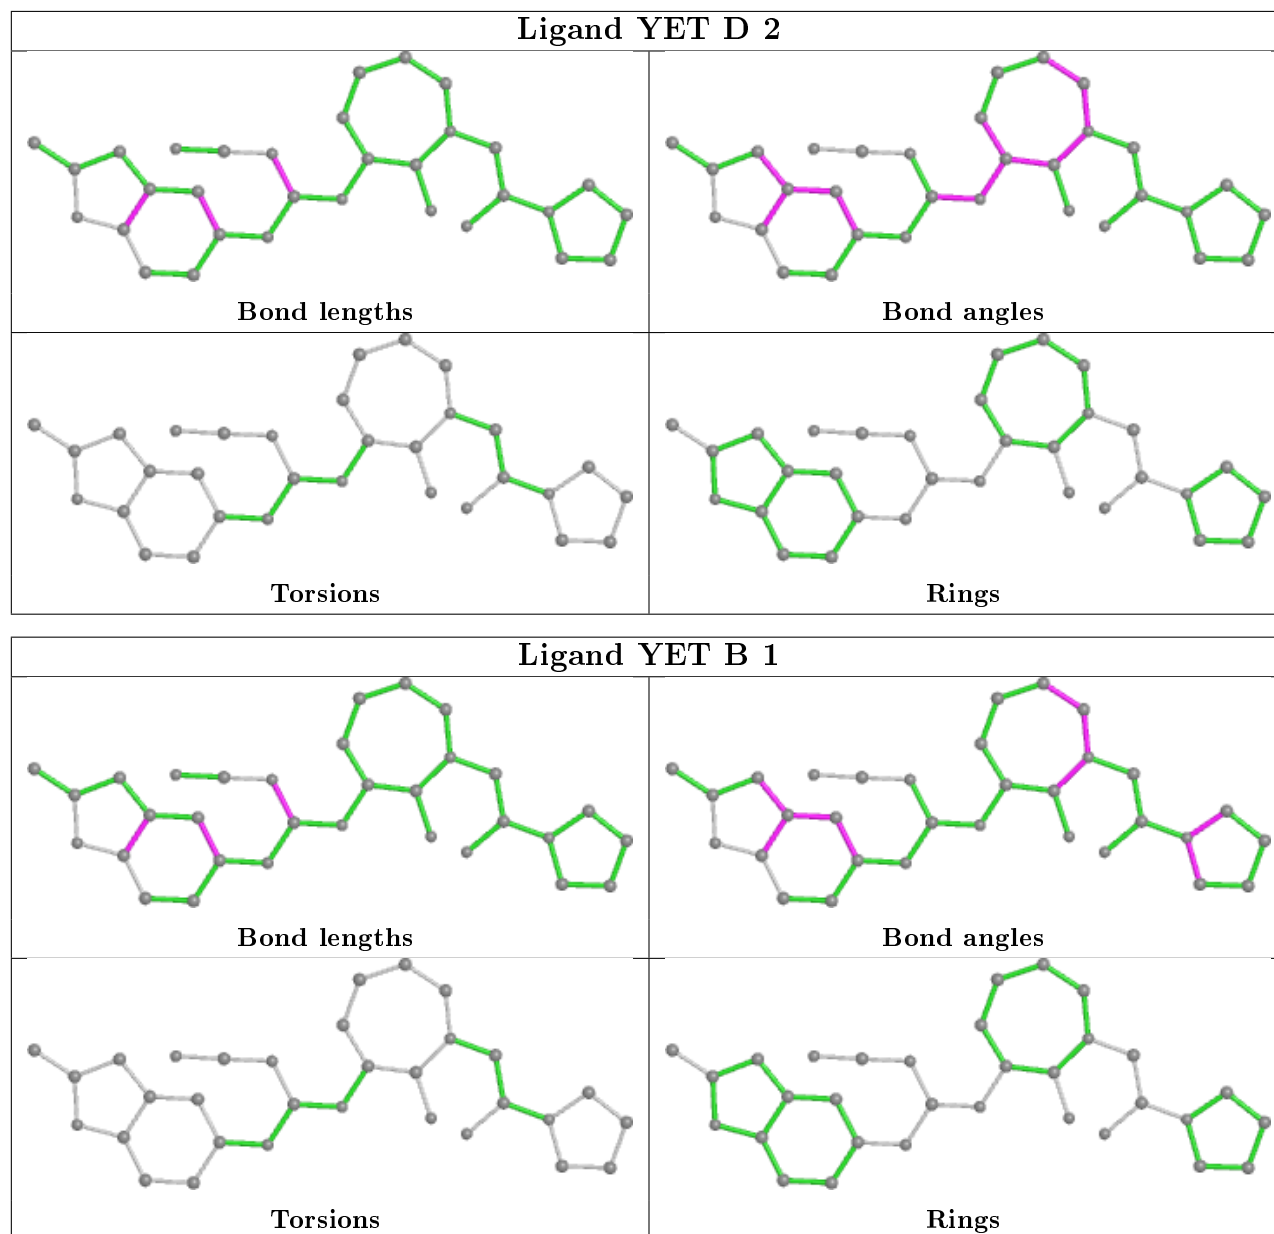 Ligand YET D 2
Bond lengths
Bond angles
Torsions
Rings
Ligand YET B 1
Bond lengths
Bond angles
Torsions
Rings